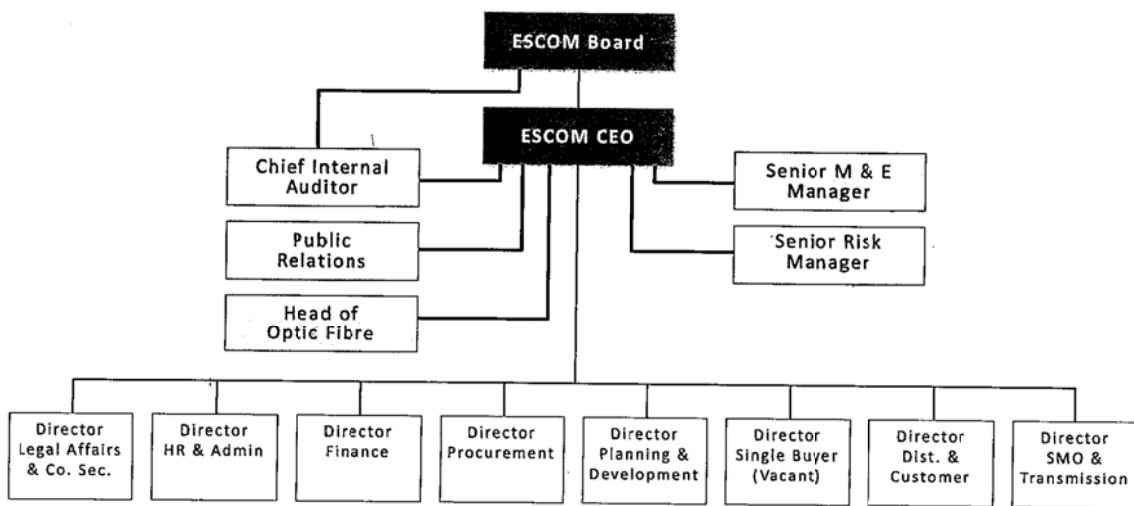 ESCOM Board
ESCOM CEO
Chief Internal
Auditor
Senior M & E
Manager
Public
Relations
Senior Risk
Manager
Head of
Optic Fibre
Director
Legal Affairs
& Co. Sec.
Director
HR & Admin
Director
Finance
Director
Procurement
Director
Planning &
Development
Director
Single Buyer
(Vacant)
Director
Dist. &
Customer
Director
SMO &
Transmission